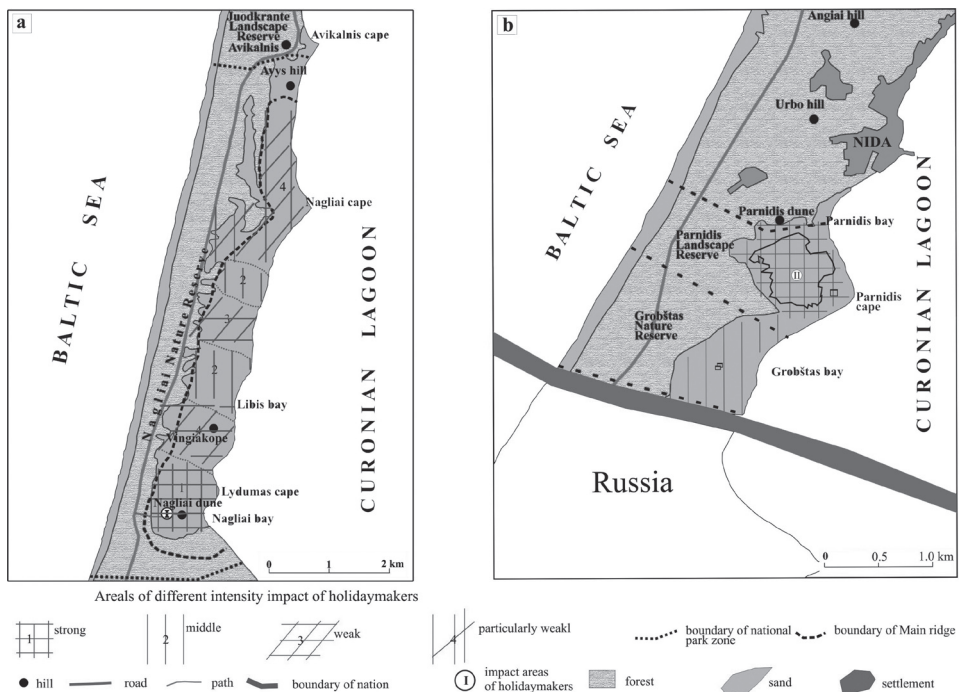 a
Juodkrante
Landscape
Reserve
Avikalnis
Avikalnis cape
Avys hill
BALTIC SEA
4
Nagliai cape
Nagliai Nature Reserve
2
3
2
Libis bay
4
Vingiakope
1
Lydumas cape
Nagliai dune
I
Nagliai bay
CURONIAN LAGOON
0 1 2 km
b
Angiai hill
Urbo hill
NIDA
BALTIC SEA
Parnidis dune
Parnidis bay
Parnidis
Landscape
Reserve
II
Parnidis
cape
Grobštas
Nature
Reserve
Grobštas bay
CURONIAN LAGOON
Russia
0 0.5 1.0 km
Areals of different intensity impact of holidaymakers
1 strong
2 middle
3 weak
4 particularly weakl
boundary of national
park zone
boundary of Main ridge
hill
road
path
boundary of nation
I impact areas
of holidaymakers
forest
sand
settlement